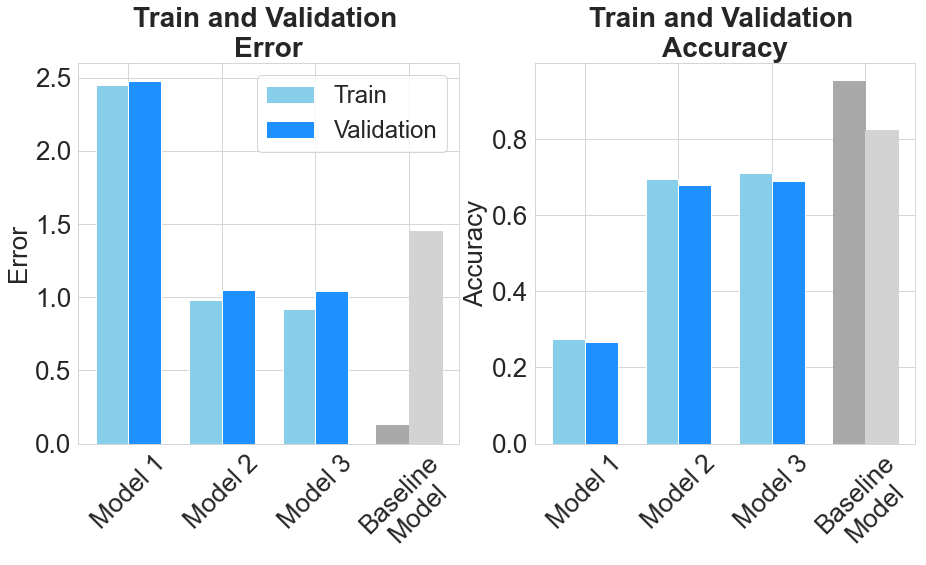 Train and Validation
Error
Error
2.5
2.0
1.5
1.0
0.5
0.0
Train
Validation
Model 1
Model 2
Model 3
Baseline
Model
Train and Validation
Accuracy
Accuracy
0.8
0.6
0.4
0.2
0.0
Model 1
Model 2
Model 3
Baseline
Model